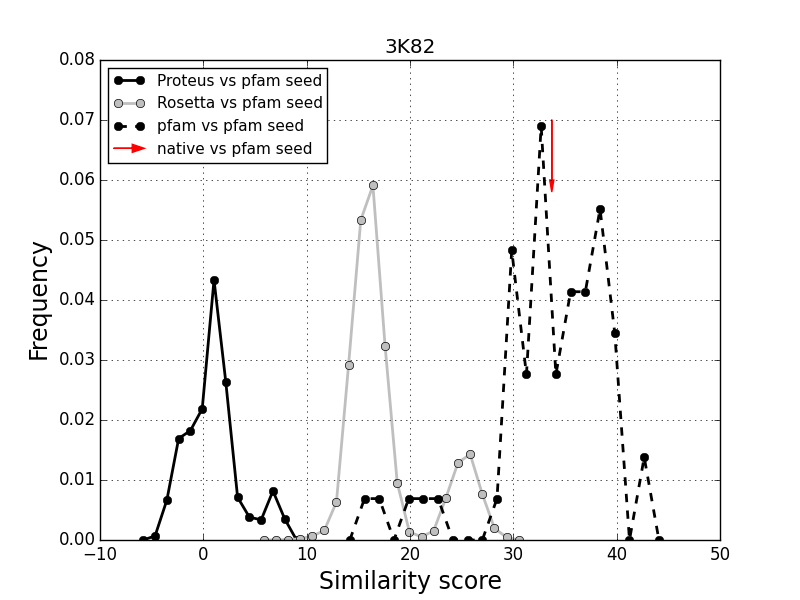 3K82
0.08
0.07
0.06
0.05
0.04
0.03
0.02
0.01
0.00
Frequency
Proteus vs pfam seed
Rosetta vs pfam seed
pfam vs pfam seed
native vs pfam seed
−10 0 10 20 30 40 50
Similarity score